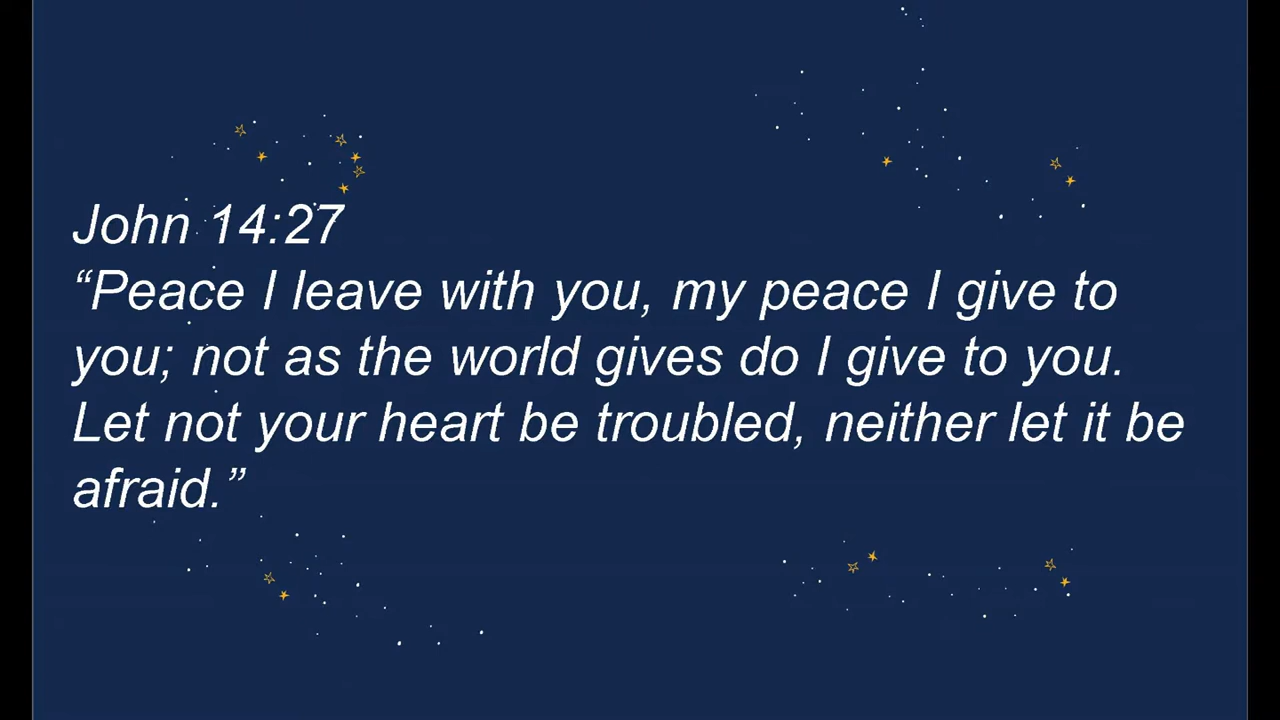 John 14:27
“Peace I leave with you, my peace I give to
you; not as the world gives do I give to you.
Let not your heart be troubled, neither let it be
afraid.”